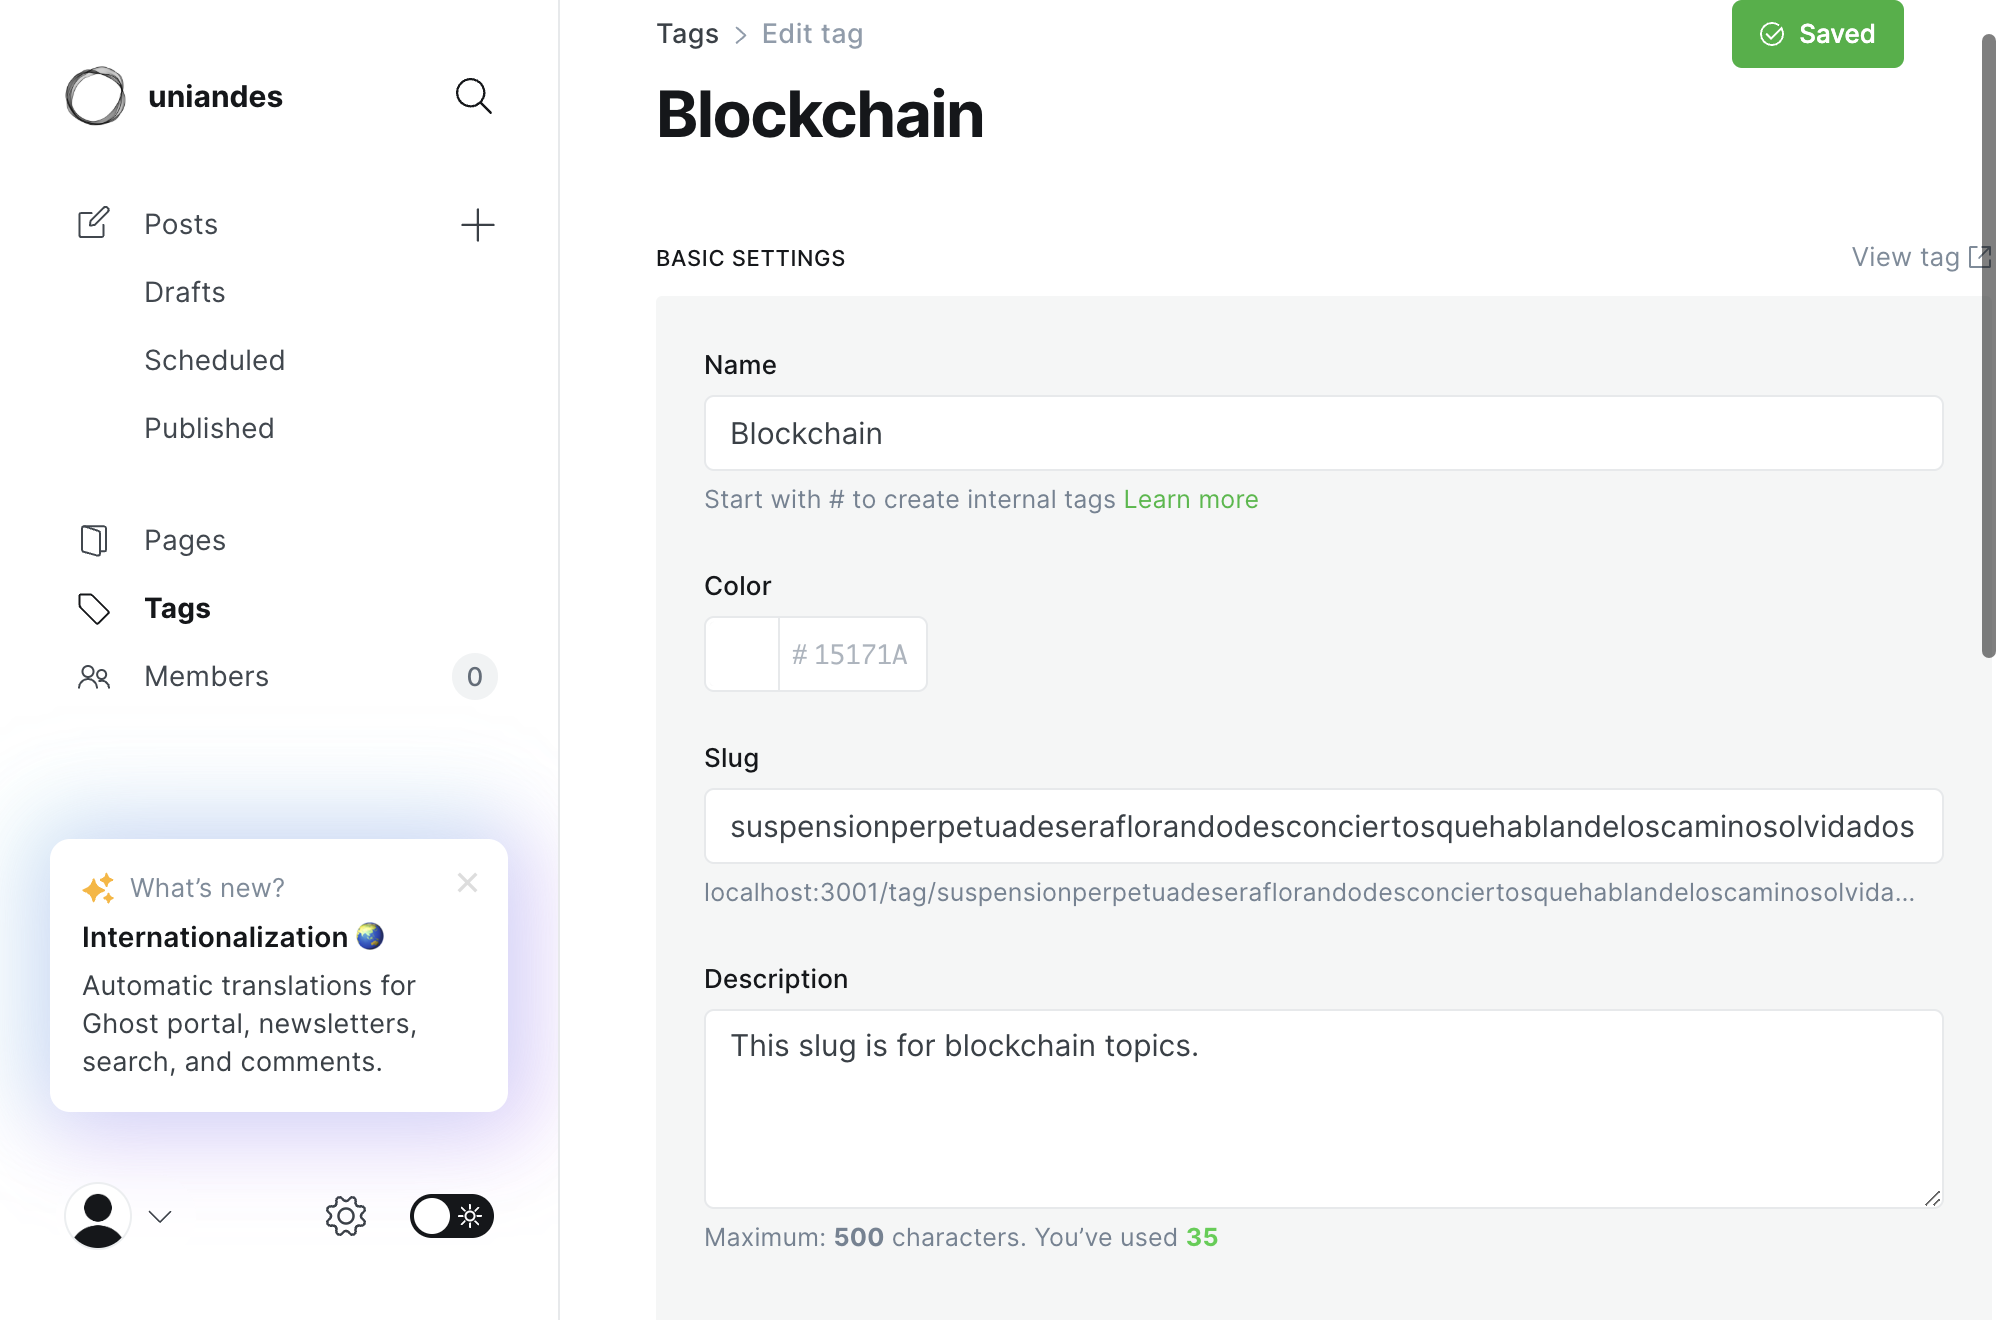 uniandes
Posts
Drafts
Scheduled
Published
Pages
Tags
Members 0
What’s new?
Internationalization
Automatic translations for
Ghost portal, newsletters,
search, and comments.
Tags > Edit tag
Saved
Blockchain
BASIC SETTINGS
View tag
Name
Blockchain
Start with # to create internal tags Learn more
Color
# 15171A
Slug
suspensionperpetuadeseraflorandodesconciertosquehablandeloscaminosolvidados
localhost:3001/tag/suspensionperpetuadeseraflorandodesconciertosquehablandeloscaminosolvida...
Description
This slug is for blockchain topics.
Maximum: 500 characters. You’ve used 35